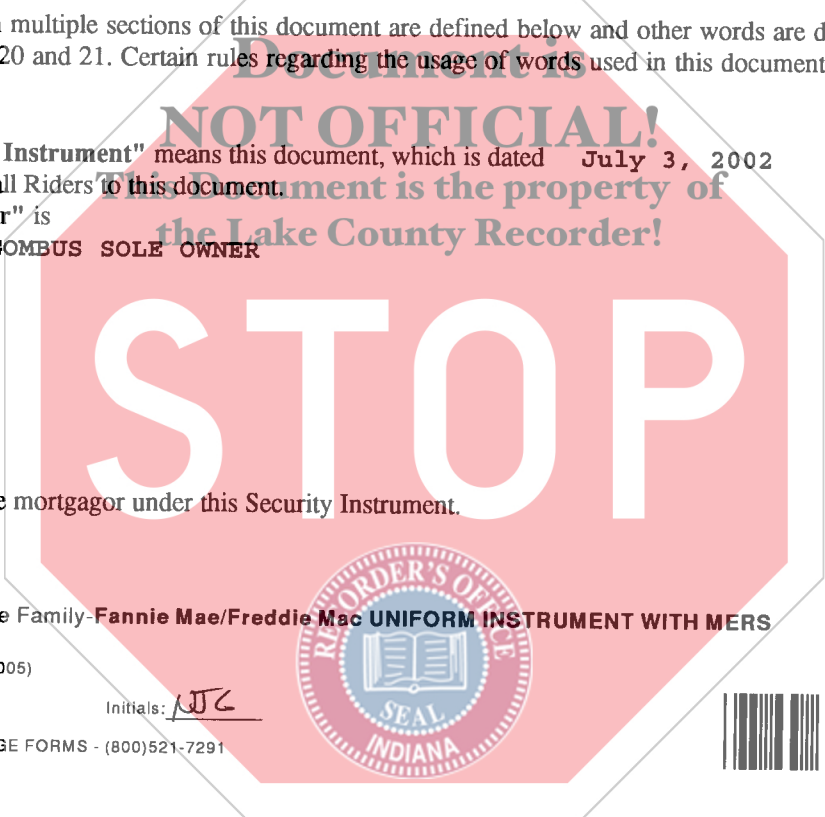 multiple sections of this document are defined below and other words are d
20 and 21. Certain rules regarding the usage of words used in this document
Document is
NOT OFFICIAL!
Instrument" means this document, which is dated July 3, 2002
all Riders to this document.
This Document is the property of
r" is
the Lake County Recorder!
OMBUS SOLE OWNER
STOP
e mortgagor under this Security Instrument.
RECORDER'S OFFICE
e Family-Fannie Mae/Freddie Mac UNIFORM INSTRUMENT WITH MERS
005)
Initials: NJG
SEAL
INDIANA
GE FORMS - (800)521-7291